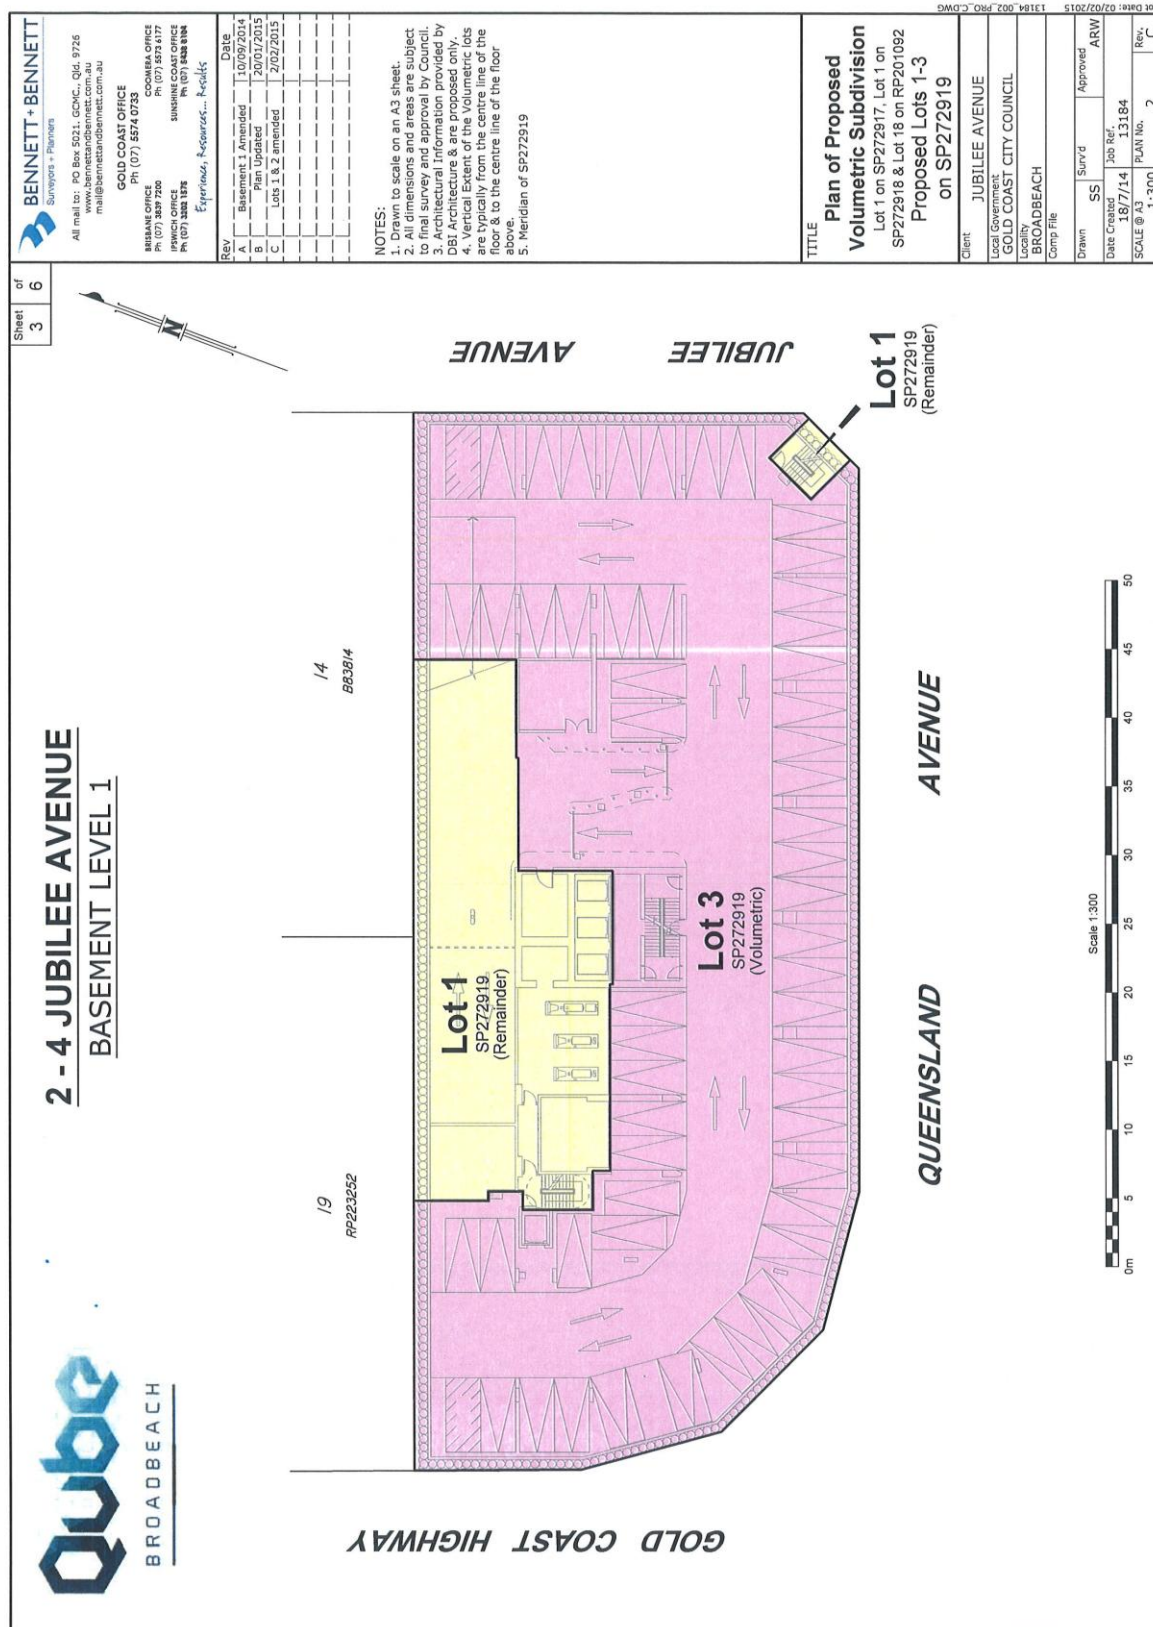 Qube
BROADBEACH
2 - 4 JUBILEE AVENUE
BASEMENT LEVEL 1
Sheet
3
of
6
N
19
RP223252
14
B83814
GOLD COAST HIGHWAY
JUBILEE AVENUE
QUEENSLAND AVENUE
Lot 1
SP272919
(Remainder)
Lot 3
SP272919
(Volumetric)
Lot 1
SP272919
(Remainder)
Scale 1:300
0m 5 10 15 20 25 30 35 40 45 50
BENNETT + BENNETT
Surveyors + Planners
All mail to: PO Box 5021, GCMC., Qld. 9726
www.bennettandbennett.com.au
mail@bennettandbennett.com.au
GOLD COAST OFFICE
Ph (07) 5574 0733
BRISBANE OFFICE
Ph (07) 3839 7200
COOMERA OFFICE
Ph (07) 5573 6177
IPSWICH OFFICE
Ph (07) 3202 1575
SUNSHINE COAST OFFICE
Ph (07)
Experience, Resources... Results
Rev Date
A Basement 1 Amended 10/09/2014
B Plan Updated 20/01/2015
C Lots 1 & 2 amended 2/02/2015
NOTES:
1. Drawn to scale on an A3 sheet.
2. All dimensions and areas are subject
to final survey and approval by Council.
3. Architectural Information provided by
DBI Architecture & are proposed only.
4. Vertical Extent of the Volumetric lots
are typically from the centre line of the
floor & to the centre line of the floor
above.
5. Meridian of SP272919
TITLE
Plan of Proposed
Volumetric Subdivision
Lot 1 on SP272917, Lot 1 on
SP272918 & Lot 18 on RP201092
Proposed Lots 1-3
on SP272919
Client
JUBILEE AVENUE
Local Government
GOLD COAST CITY COUNCIL
Locality
BROADBEACH
Comp File
Drawn
SS
Surv'd
Approved
ARW
Date Created
18/7/14
Job Ref.
13184
SCALE @ A3
1:300
PLAN No.
2
Rev.
C
Date: 02/02/2015 13184_002_PRO_C.DWG